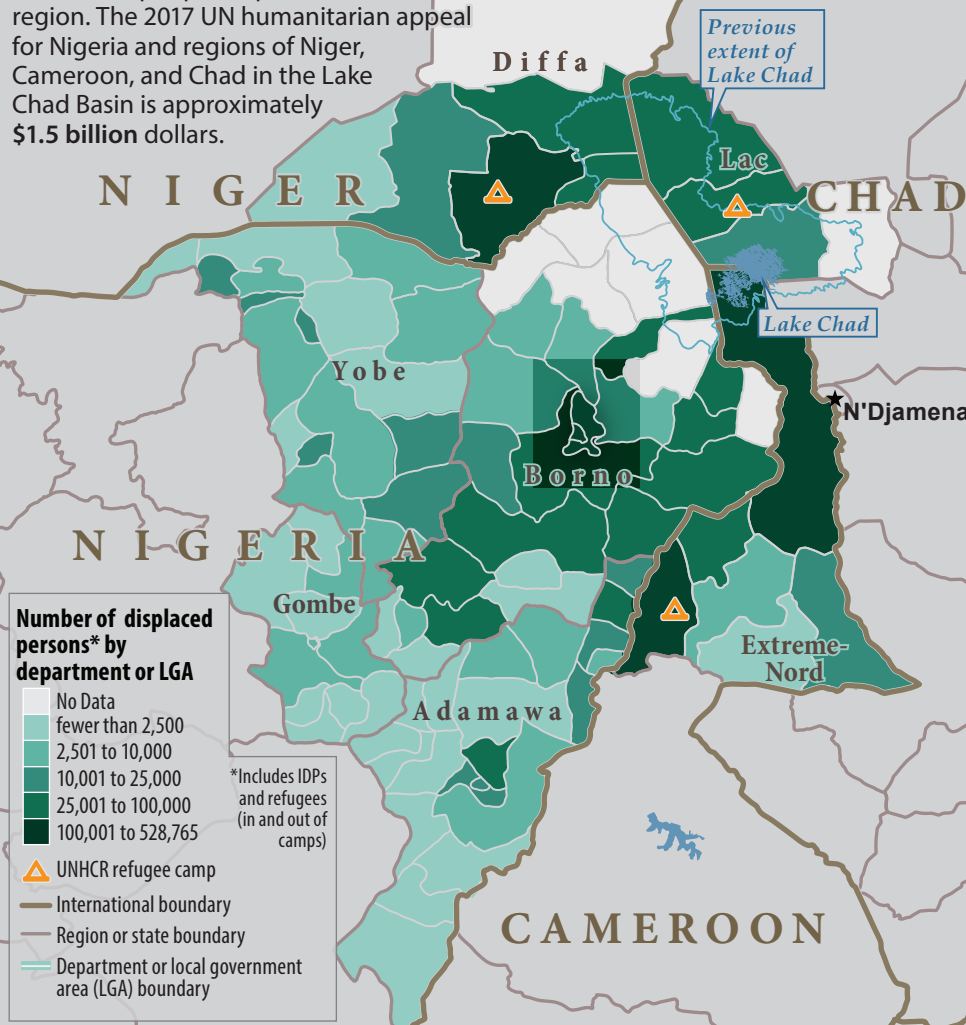 region. The 2017 UN humanitarian appeal
for Nigeria and regions of Niger,
Cameroon, and Chad in the Lake
Chad Basin is approximately
$1.5 billion dollars.
Diffa
Previous
extent of
Lake Chad
Lac
NIGER
CHAD
Lake Chad
Yobe
N'Djamena
Borno
NIGERIA
Gombe
Extreme-
Nord
Adamawa
CAMEROON
Number of displaced
persons* by
department or LGA
No Data
fewer than 2,500
2,501 to 10,000
10,001 to 25,000
25,001 to 100,000
100,001 to 528,765
*Includes IDPs
and refugees
(in and out of
camps)
UNHCR refugee camp
International boundary
Region or state boundary
Department or local government
area (LGA) boundary